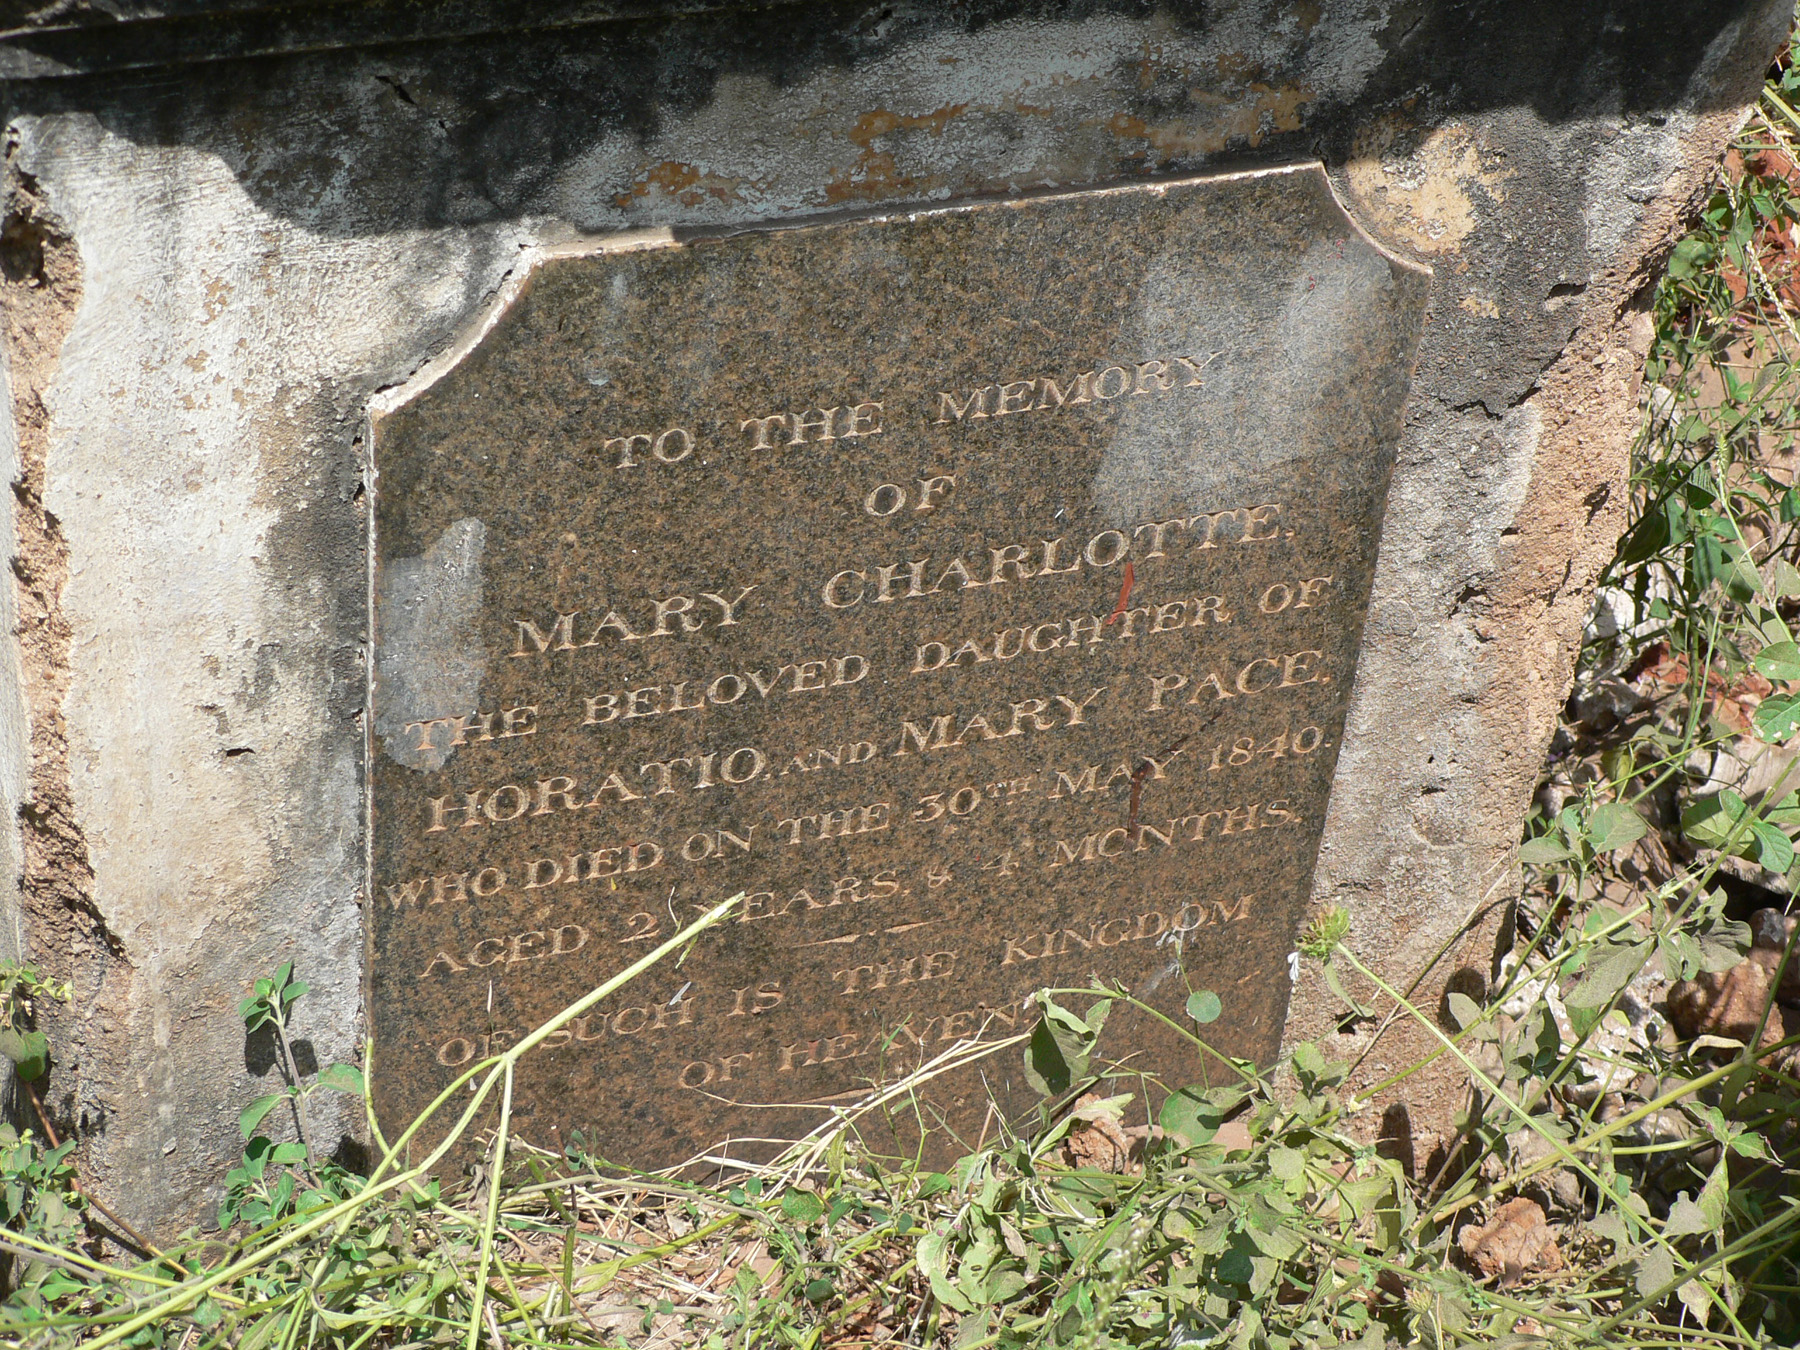 TO THE MEMORY
OF
MARY CHARLOTTE.
THE BELOVED DAUGHTER OF
HORATIO. AND MARY PACE.
WHO DIED ON THE 30TH MAY 1840.
AGED 2 YEARS. & 4 MONTHS.
OF SUCH IS THE KINGDOM
OF HEAVEN